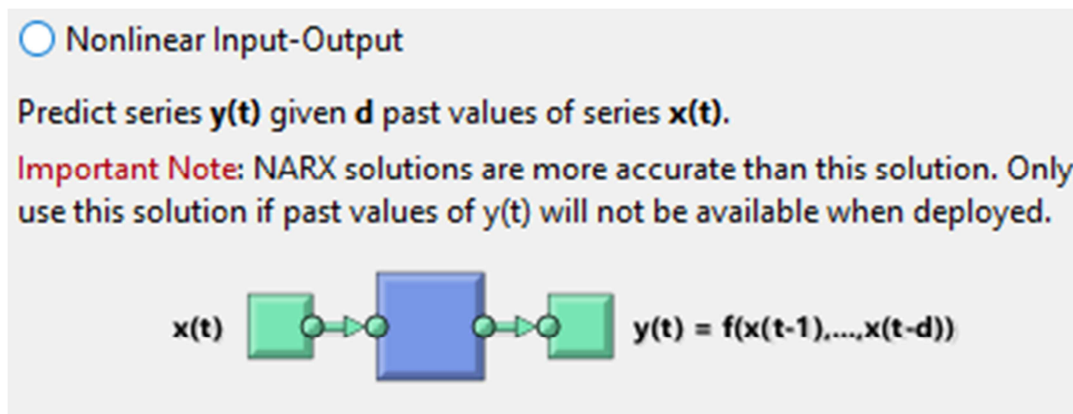 Nonlinear Input-Output
Predict series y(t) given d past values of series x(t).
Important Note: NARX solutions are more accurate than this solution. Only
use this solution if past values of y(t) will not be available when deployed.
x(t) y(t) = f(x(t-1),...,x(t-d))